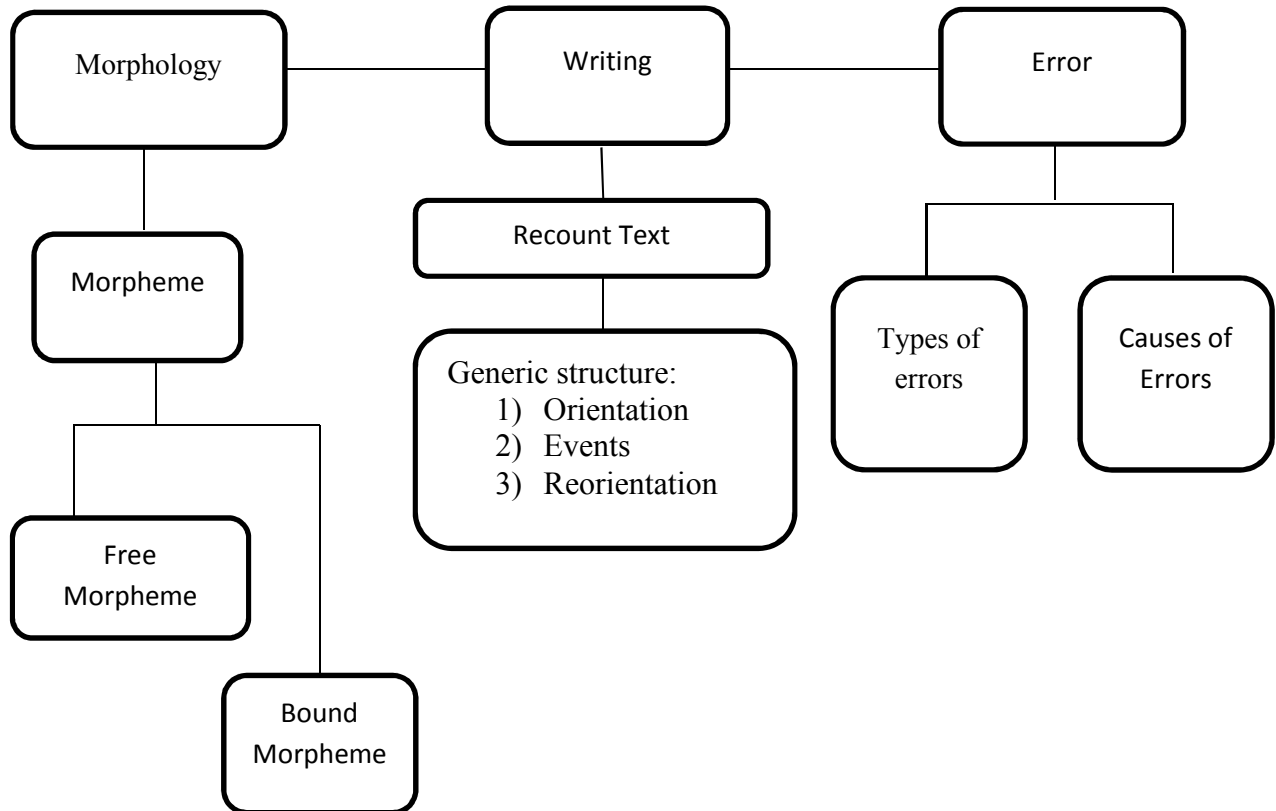 Morphology
Writing
Error
Recount Text
Morpheme
Generic structure:
1) Orientation
2) Events
3) Reorientation
Types of
errors
Causes of
Errors
Free
Morpheme
Bound
Morpheme